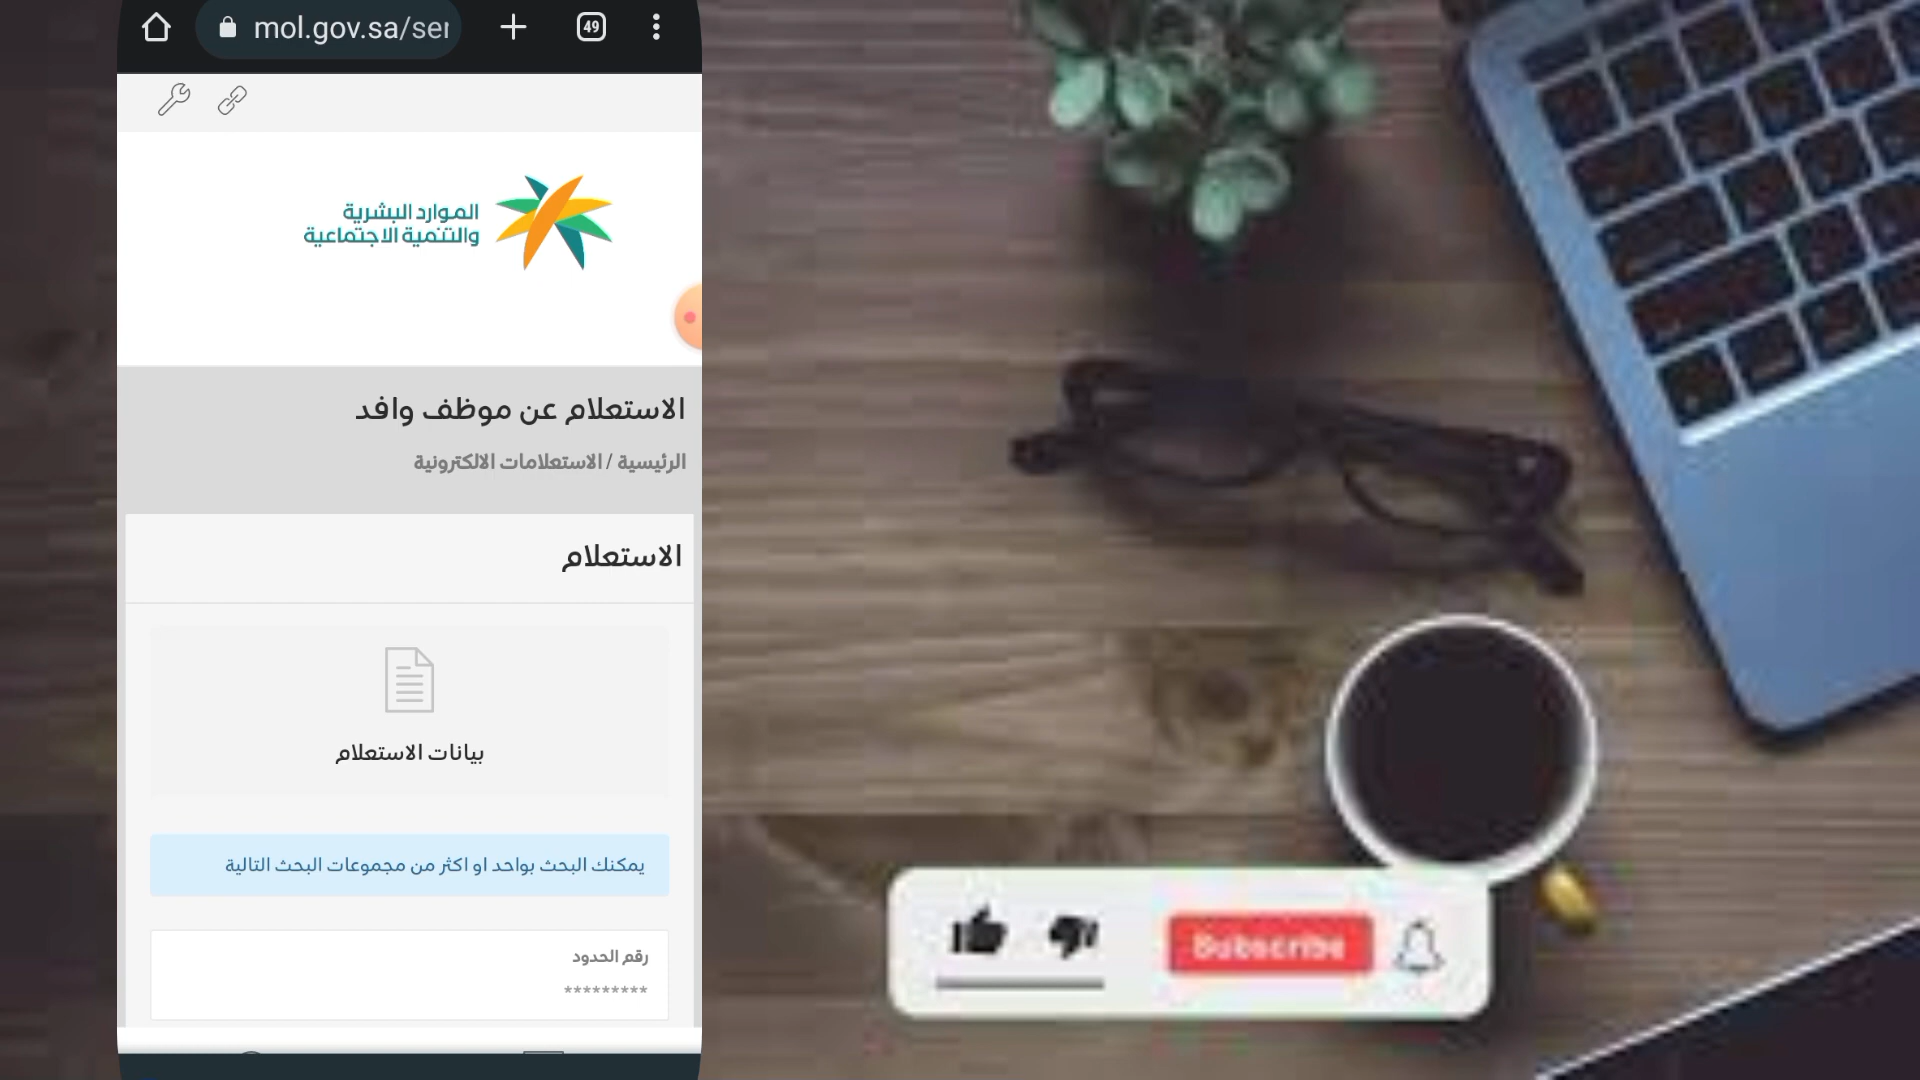 mol.gov.sa/ser
49
الموارد البشرية
والتنمية الاجتماعية
الاستعلام عن موظف وافد
الرئيسية / الاستعلامات الالكترونية
الاستعلام
بيانات الاستعلام
يمكنك البحث بواحد او اكثر من مجموعات البحث التالية
رقم الحدود
*********
Subscribe